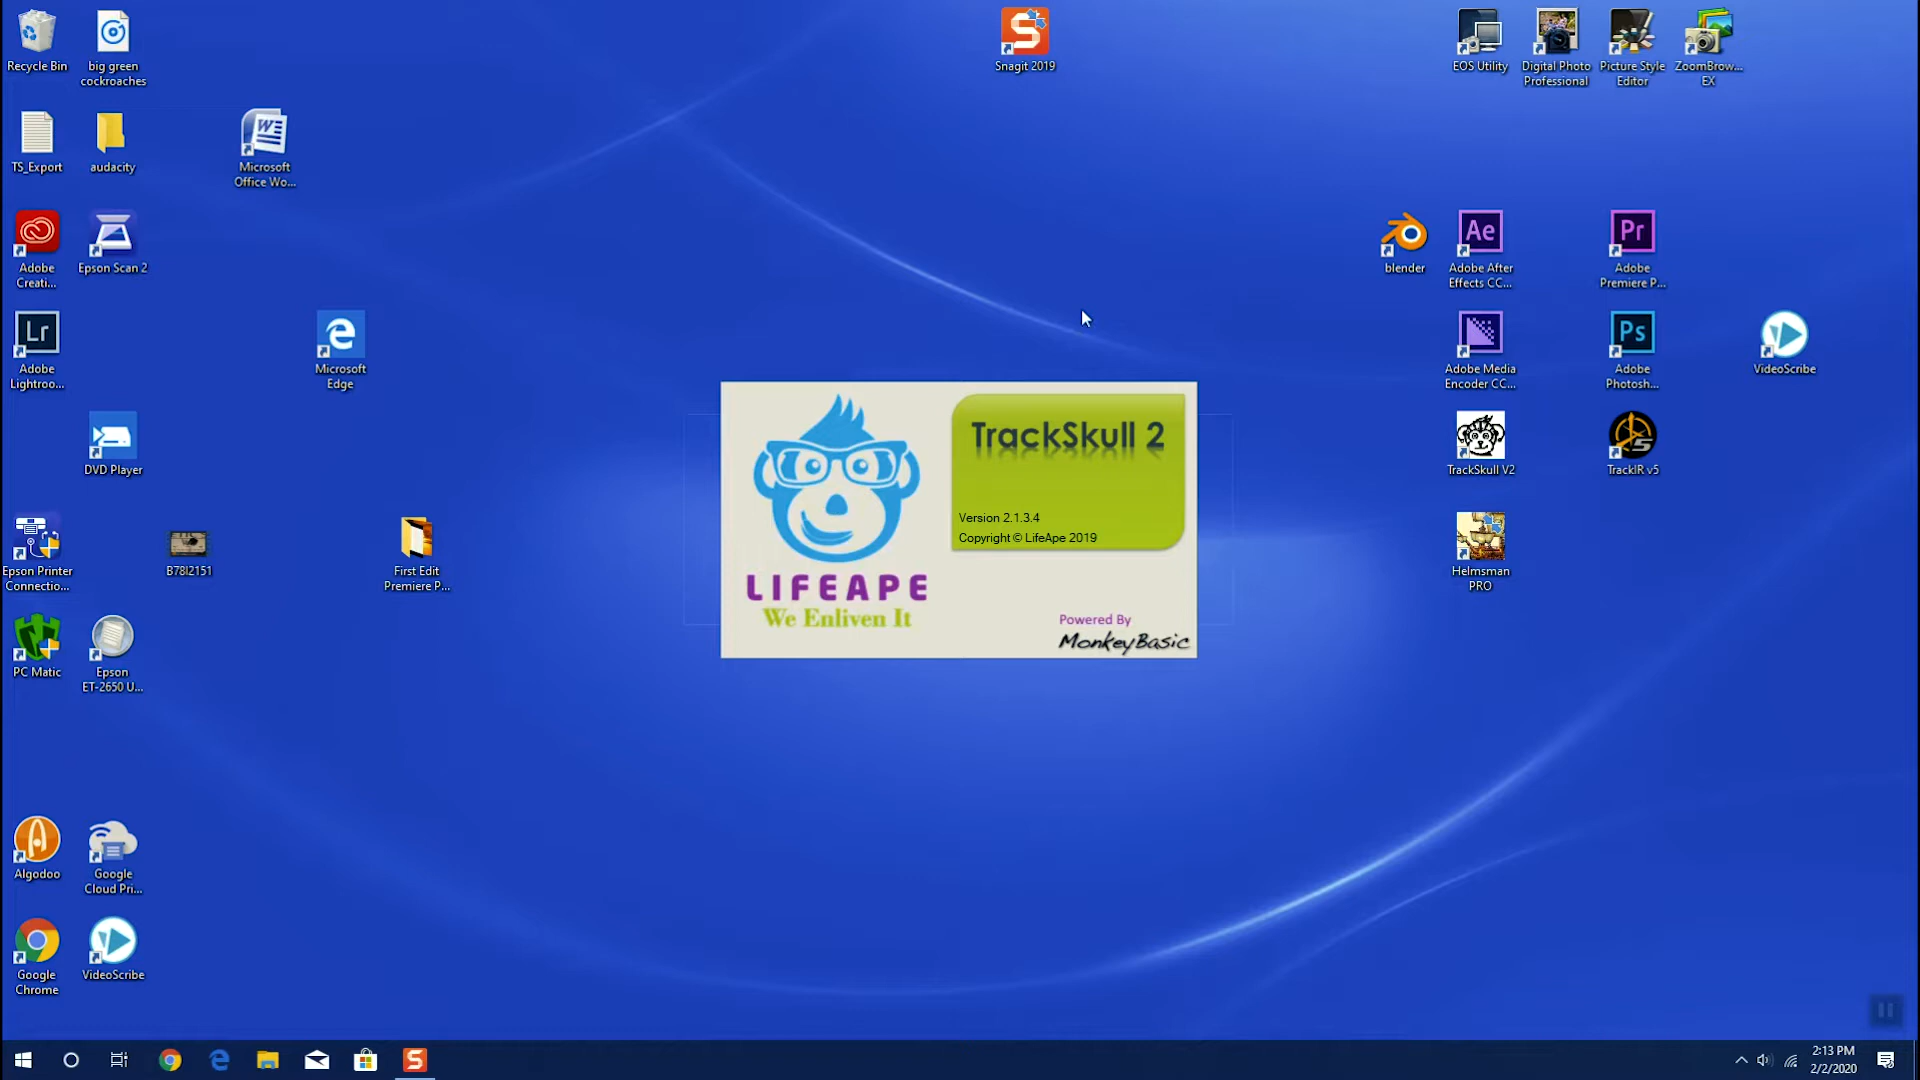 Recycle Bin
big green
cockroaches
Snagit 2019
EOS Utility
Digital Photo
Professional
Picture Style
Editor
ZoomBrow...
EX
TS_Export
audacity
Microsoft
Office Wo...
Adobe
Creati...
Epson Scan 2
blender
Adobe After
Effects CC...
Adobe
Premiere P...
Lr
Ae
Pr
Adobe
Lightroo...
Microsoft
Edge
Adobe Media
Encoder CC...
Ps
Adobe
Photosh...
VideoScribe
DVD Player
TrackSkull V2
TrackIR v5
TrackSkull 2
Version 2.1.3.4
Copyright © LifeApe 2019
LIFEAPE
We Enliven It
Powered By
MonkeyBasic
Epson Printer
Connectio...
B78I2151
First Edit
Premiere P...
Helmsman
PRO
PC Matic
Epson
ET-2650 U...
Algodoo
Google
Cloud Pri...
Google
Chrome
VideoScribe
2:13 PM
2/2/2020